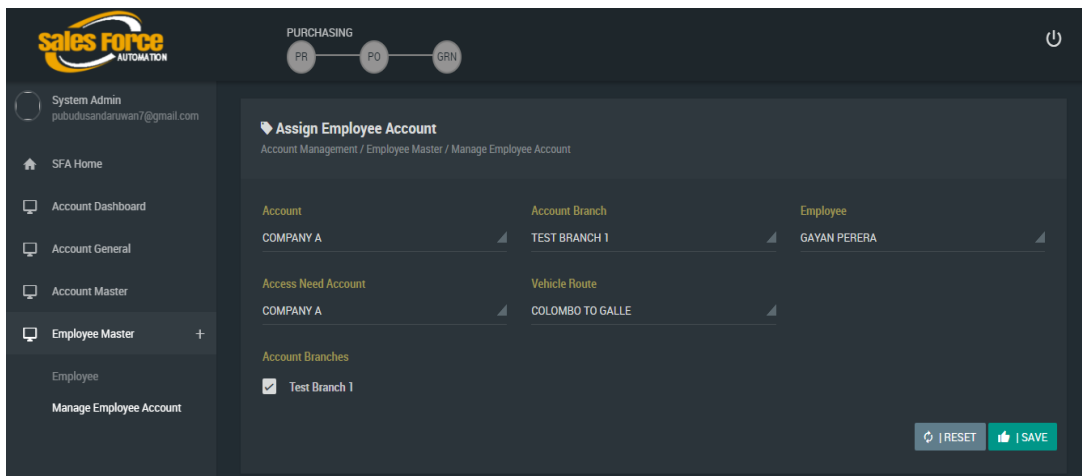 Sales Force
AUTOMATION
PURCHASING
PR
PO
GRN
System Admin
pubudusandaruwan7@gmail.com
SFA Home
Account Dashboard
Account General
Account Master
Employee Master +
Employee
Manage Employee Account
Assign Employee Account
Account Management / Employee Master / Manage Employee Account
Account
COMPANY A
Account Branch
TEST BRANCH 1
Employee
GAYAN PERERA
Access Need Account
COMPANY A
Vehicle Route
COLOMBO TO GALLE
Account Branches
Test Branch 1
| RESET
| SAVE